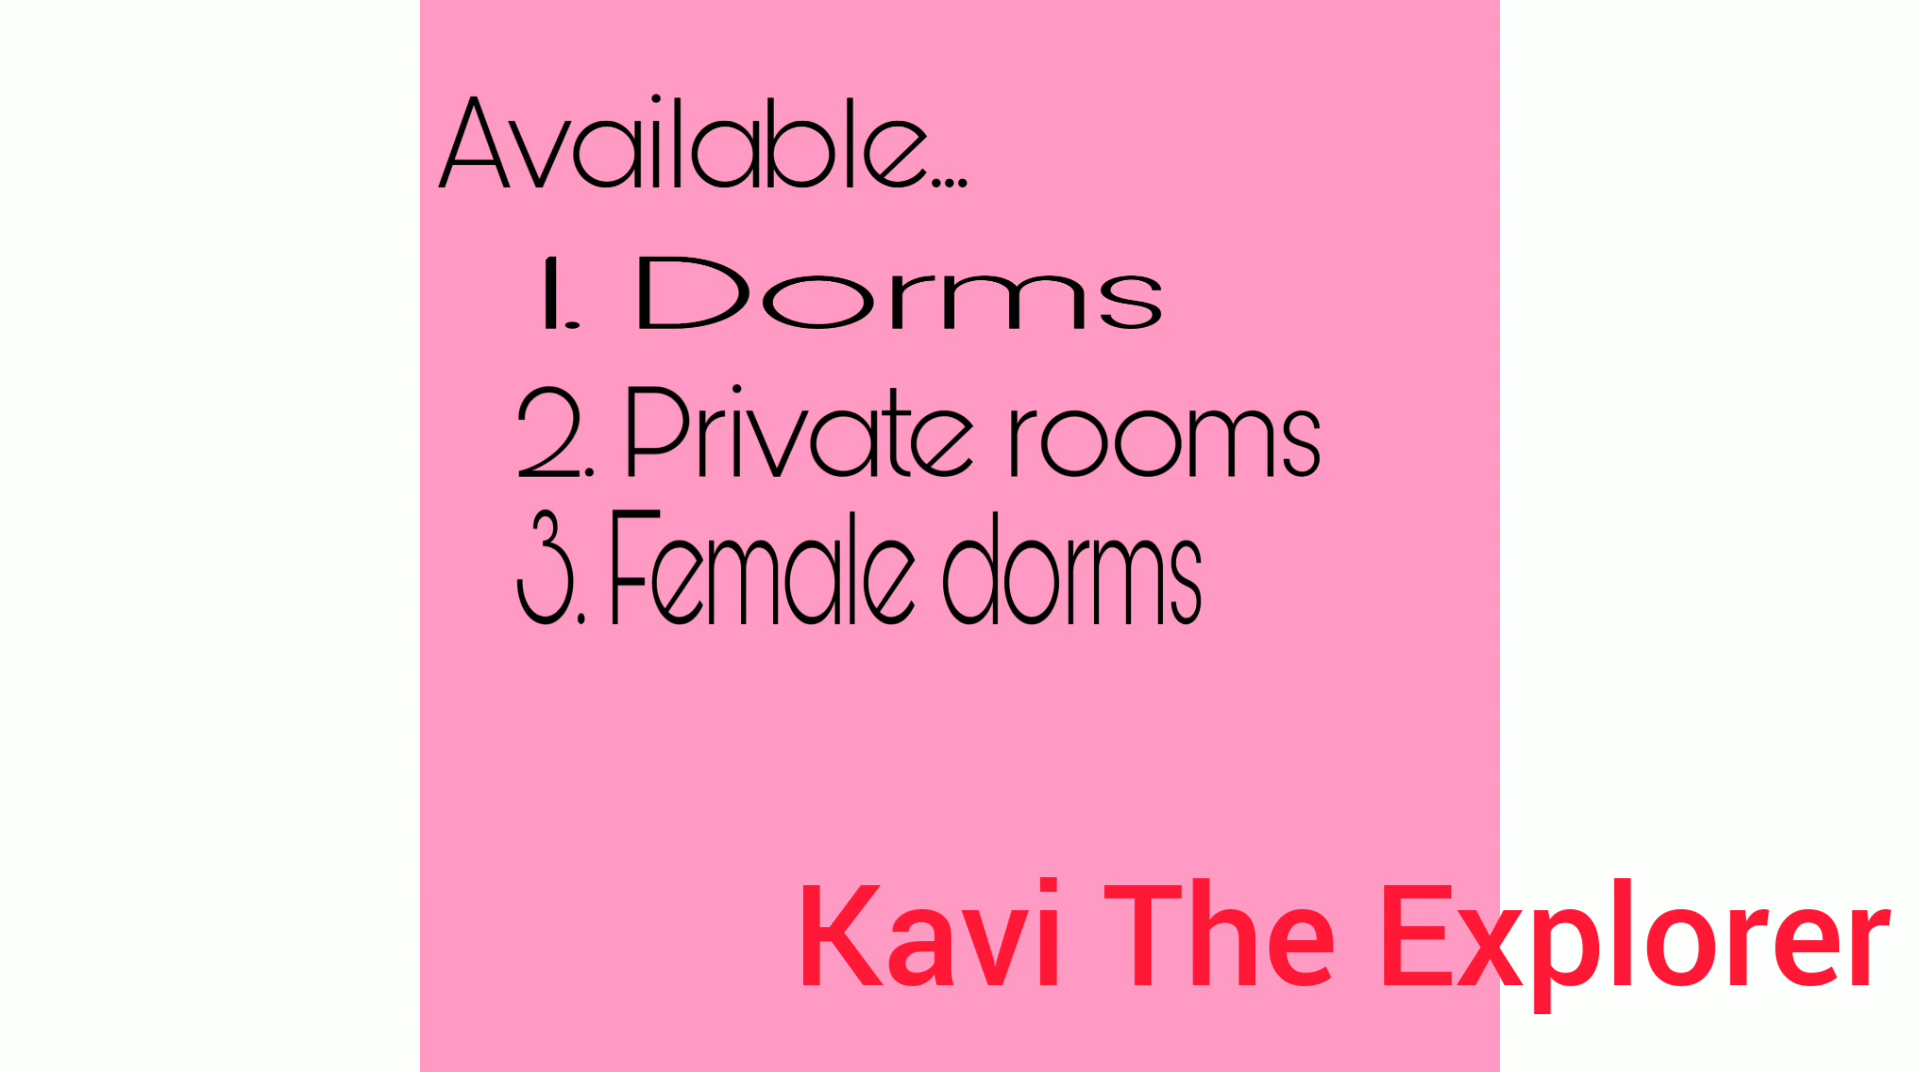 Available...
1. Dorms
2. Private rooms
3. Female dorms
Kavi The Explorer